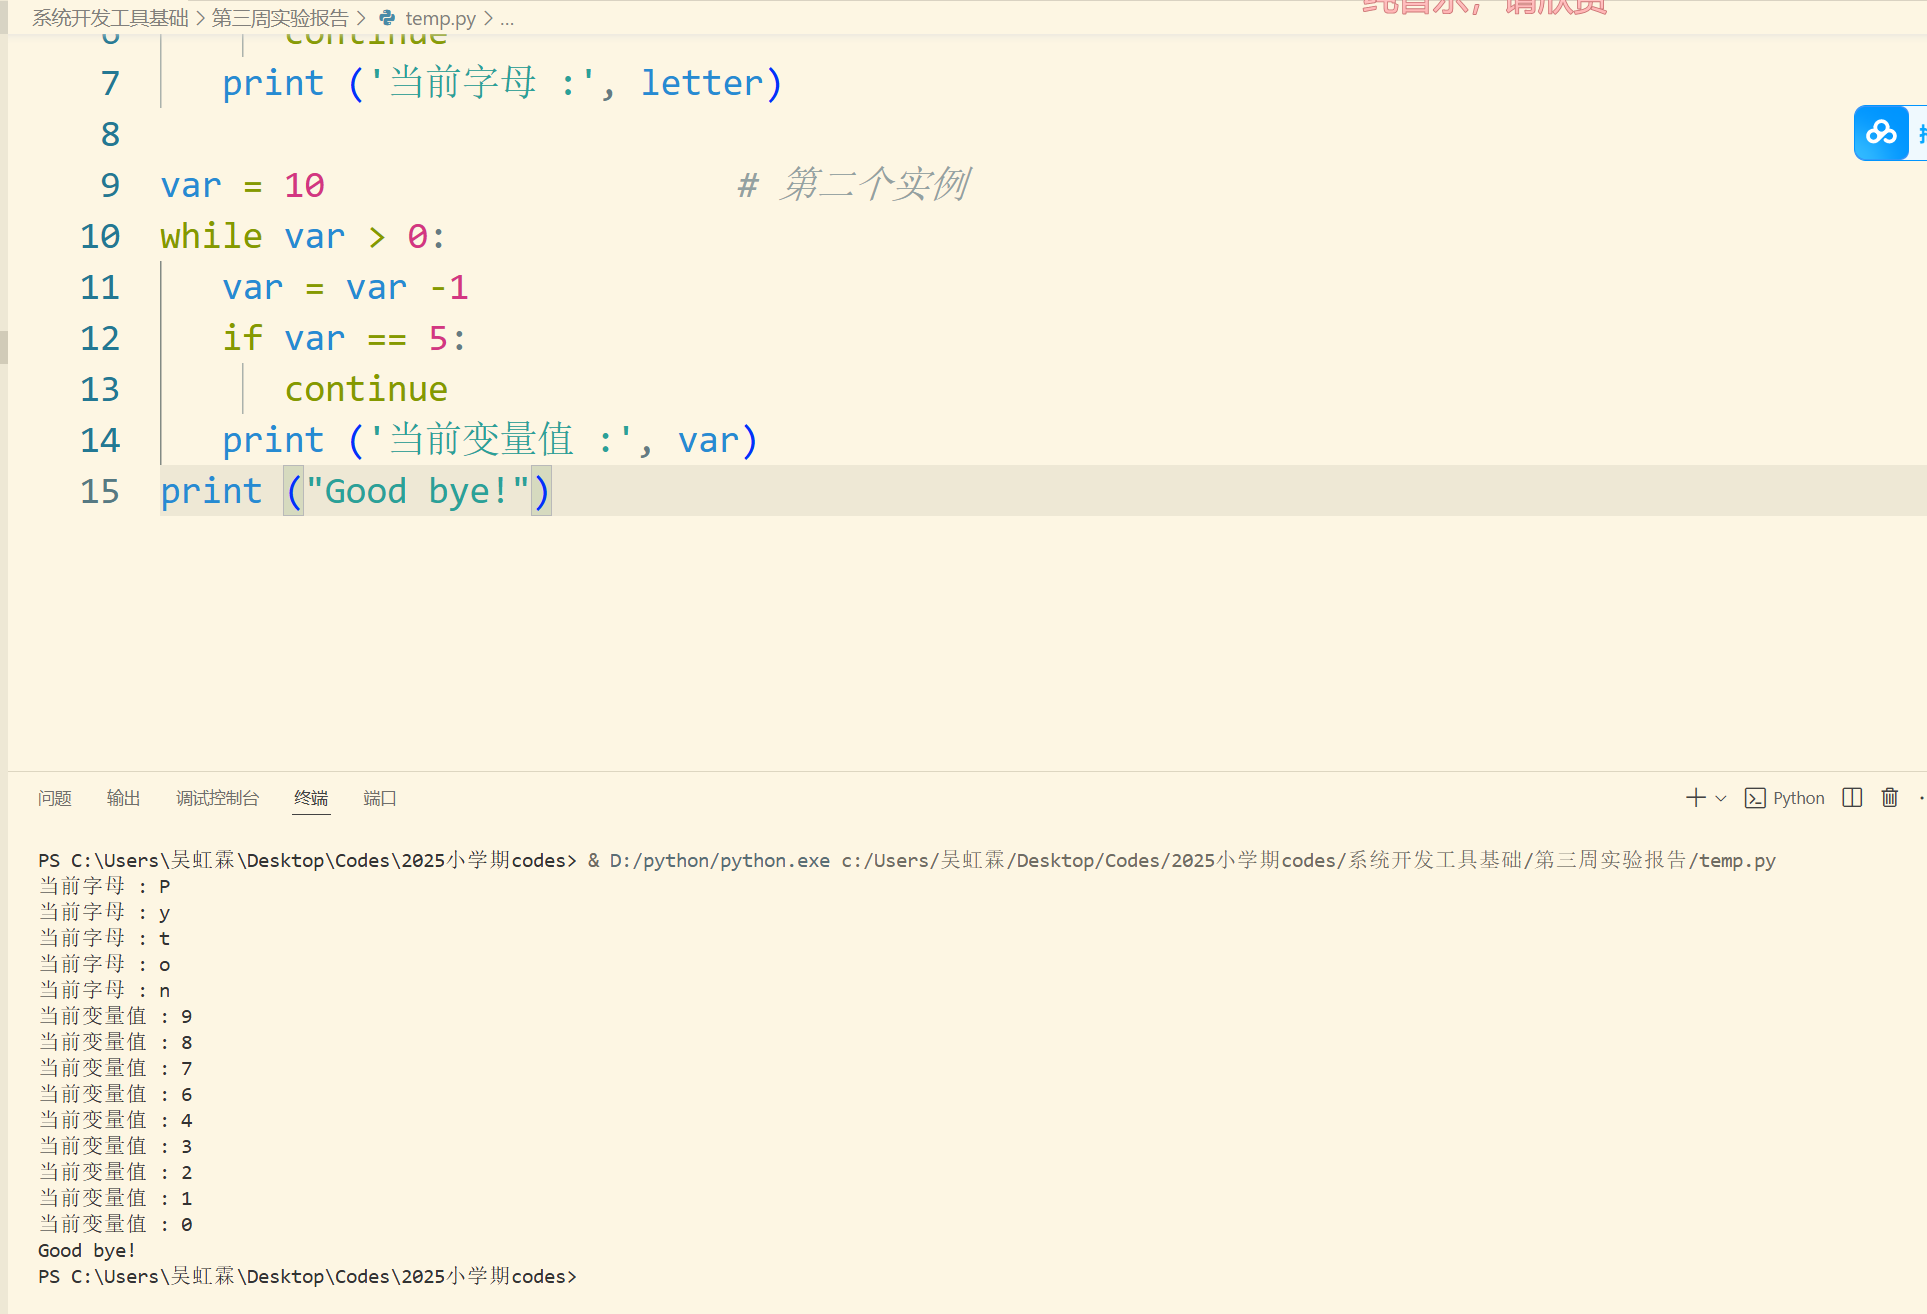 系统开发工具基础 > 第三周实验报告 > temp.py > ...
纯音乐，请欣赏
6 continue
7 print ('当前字母 :', letter)
8
9 var = 10 # 第二个实例
10 while var > 0:
11 var = var -1
12 if var == 5:
13 continue
14 print ('当前变量值 :', var)
15 print ("Good bye!")
问题 输出 调试控制台 终端 端口 Python
PS C:\Users\吴虹霖\Desktop\Codes\2025小学期codes> & D:/python/python.exe c:/Users/吴虹霖/Desktop/Codes/2025小学期codes/系统开发工具基础/第三周实验报告/temp.py
当前字母 : P
当前字母 : y
当前字母 : t
当前字母 : o
当前字母 : n
当前变量值 : 9
当前变量值 : 8
当前变量值 : 7
当前变量值 : 6
当前变量值 : 4
当前变量值 : 3
当前变量值 : 2
当前变量值 : 1
当前变量值 : 0
Good bye!
PS C:\Users\吴虹霖\Desktop\Codes\2025小学期codes>